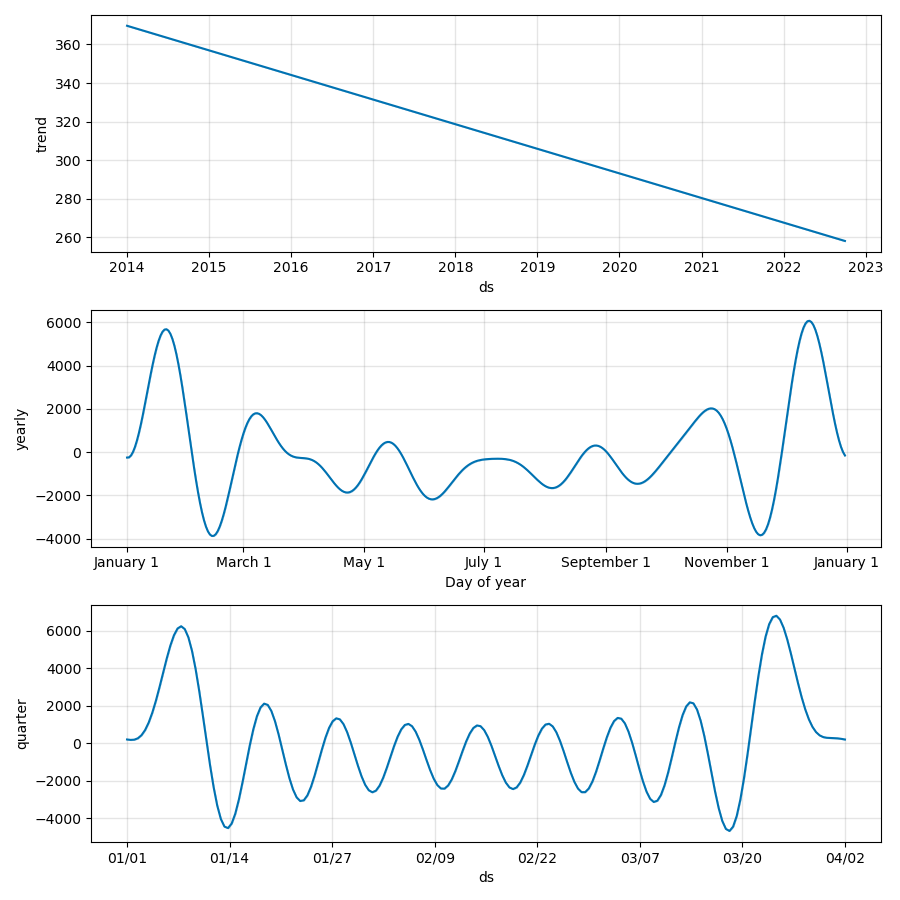 360
340
320
300
280
260
trend
2014 2015 2016 2017 2018 2019 2020 2021 2022 2023
ds
6000
4000
2000
0
−2000
−4000
yearly
January 1 March 1 May 1 July 1 September 1 November 1 January 1
Day of year
6000
4000
2000
0
−2000
−4000
quarter
01/01 01/14 01/27 02/09 02/22 03/07 03/20 04/02
ds